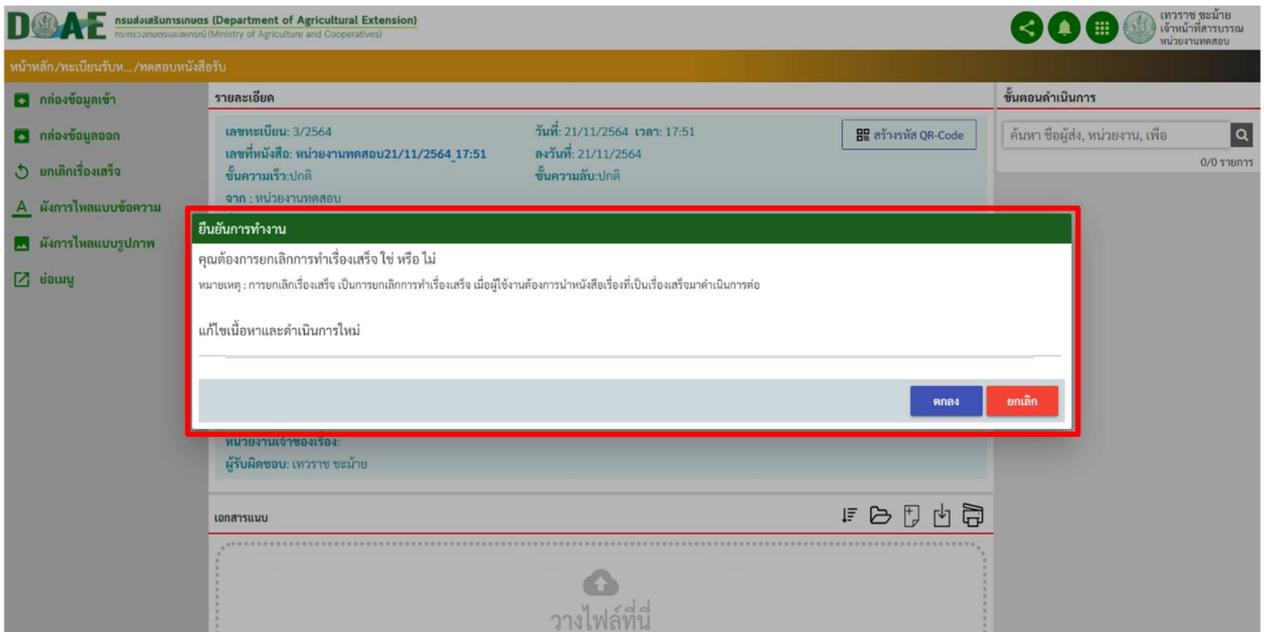 DOAE กรมส่งเสริมการเกษตร (Department of Agricultural Extension)
กระทรวงเกษตรและสหกรณ์ (Ministry of Agriculture and Cooperatives)
เทวราช ชะม้าย
เจ้าหน้าที่สารบรรณ
หน่วยงานทดสอบ
หน้าหลัก/ทะเบียนรับห.../ทดสอบหนังสือรับ
กล่องข้อมูลเข้า
กล่องข้อมูลออก
ยกเลิกเรื่องเสร็จ
A ผังการไหลแบบข้อความ
ผังการไหลแบบรูปภาพ
ย่อเมนู
รายละเอียด
เลขทะเบียน: 3/2564 วันที่: 21/11/2564 เวลา: 17:51
สร้างรหัส QR-Code
เลขที่หนังสือ: หน่วยงานทดสอบ21/11/2564_17:51 ลงวันที่: 21/11/2564
ชั้นความเร็ว:ปกติ ชั้นความลับ:ปกติ
จาก : หน่วยงานทดสอบ
ขั้นตอนดำเนินการ
ค้นหา ชื่อผู้ส่ง, หน่วยงาน, เพื่อ
0/0 รายการ
ยืนยันการทำงาน
คุณต้องการยกเลิกการทำเรื่องเสร็จ ใช่ หรือ ไม่
หมายเหตุ : การยกเลิกเรื่องเสร็จ เป็นการยกเลิกการทำเรื่องเสร็จ เมื่อผู้ใช้งานต้องการนำหนังสือเรื่องที่เป็นเรื่องเสร็จมาดำเนินการต่อ
แก้ไขเนื้อหาและดำเนินการใหม่
ตกลง ยกเลิก
หน่วยงานเจ้าของเรื่อง:
ผู้รับผิดชอบ: เทวราช ชะม้าย
เอกสารแนบ
วางไฟล์ที่นี่